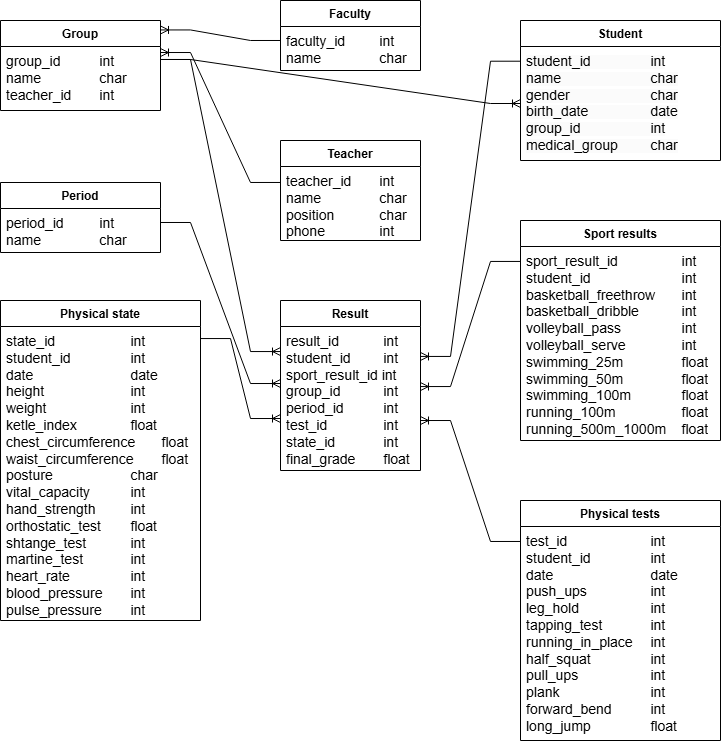 Faculty
faculty_id int
name char
Group
group_id int
name char
teacher_id int
Student
student_id int
name char
gender char
birth_date date
group_id int
medical_group char
Teacher
teacher_id int
name char
position char
phone int
Period
period_id int
name char
Sport results
sport_result_id int
student_id int
basketball_freethrow int
basketball_dribble int
volleyball_pass int
volleyball_serve int
swimming_25m float
swimming_50m float
swimming_100m float
running_100m float
running_500m_1000m float
Physical state
state_id int
student_id int
date date
height int
weight int
ketle_index float
chest_circumference float
waist_circumference float
posture char
vital_capacity int
hand_strength int
orthostatic_test float
shtange_test int
martine_test int
heart_rate int
blood_pressure int
pulse_pressure int
Result
result_id int
student_id int
sport_result_id int
group_id int
period_id int
test_id int
state_id int
final_grade float
Physical tests
test_id int
student_id int
date date
push_ups int
leg_hold int
tapping_test int
running_in_place int
half_squat int
pull_ups int
plank int
forward_bend int
long_jump float